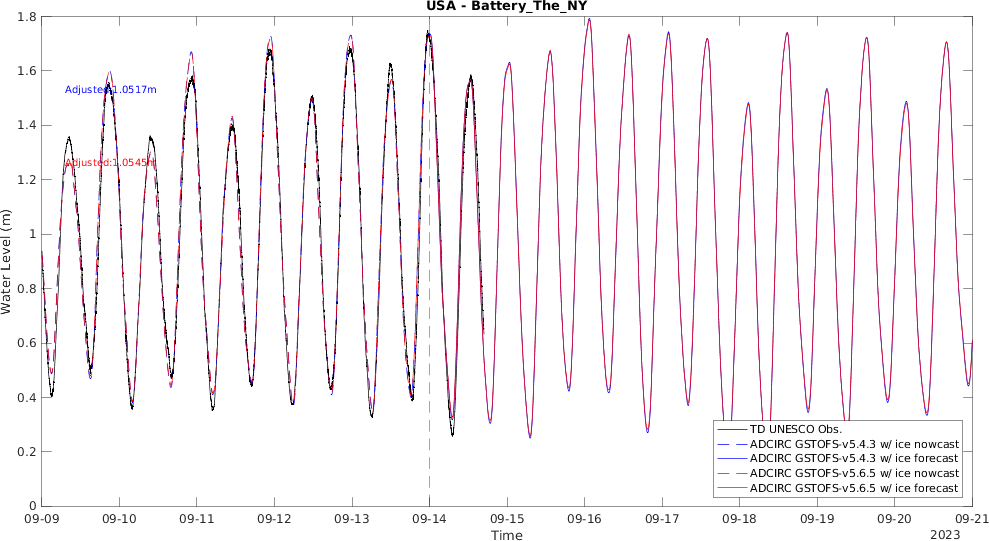 USA - Battery_The_NY
1.8
1.6
1.4
1.2
1
0.8
0.6
0.4
0.2
0
Water Level (m)
Adjusted:1.0517m
Adjusted:1.0545m
TD UNESCO Obs.
ADCIRC GSTOFS-v5.4.3 w/ ice nowcast
ADCIRC GSTOFS-v5.4.3 w/ ice forecast
ADCIRC GSTOFS-v5.6.5 w/ ice nowcast
ADCIRC GSTOFS-v5.6.5 w/ ice forecast
09-09 09-10 09-11 09-12 09-13 09-14 09-15 09-16 09-17 09-18 09-19 09-20 09-21
Time
2023